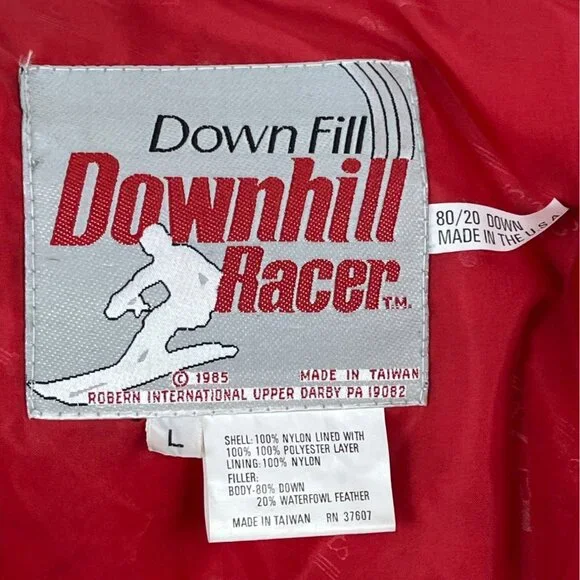 Down Fill
Downhill
Racer T.M.
© 1985 MADE IN TAIWAN
ROBERN INTERNATIONAL UPPER DARBY PA 19082
80/20 DOWN
MADE IN THE U.S.A
L
SHELL: 100% NYLON LINED WITH
100% 100% POLYESTER LAYER
LINING: 100% NYLON
FILLER:
BODY-80% DOWN
20% WATERFOWL FEATHER
MADE IN TAIWAN RN 37607